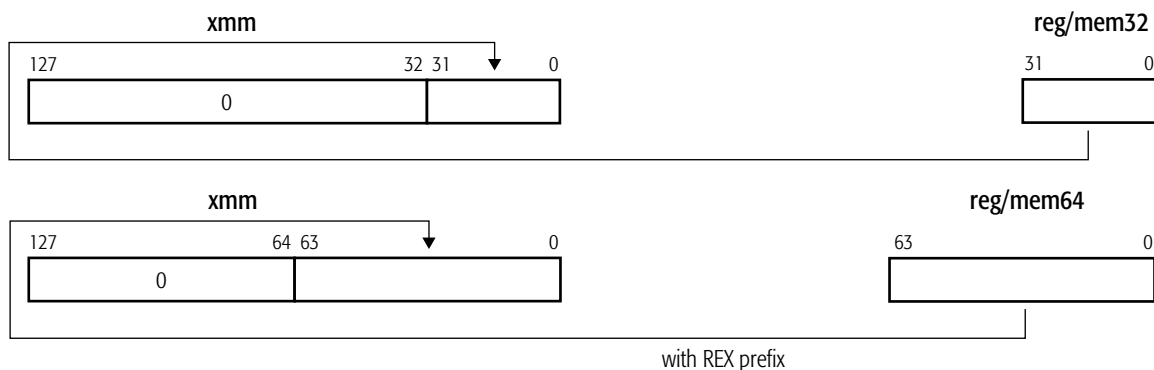 xmm reg/mem32
127 32 31 0 31 0
0
xmm reg/mem64
127 64 63 0 63 0
0
with REX prefix